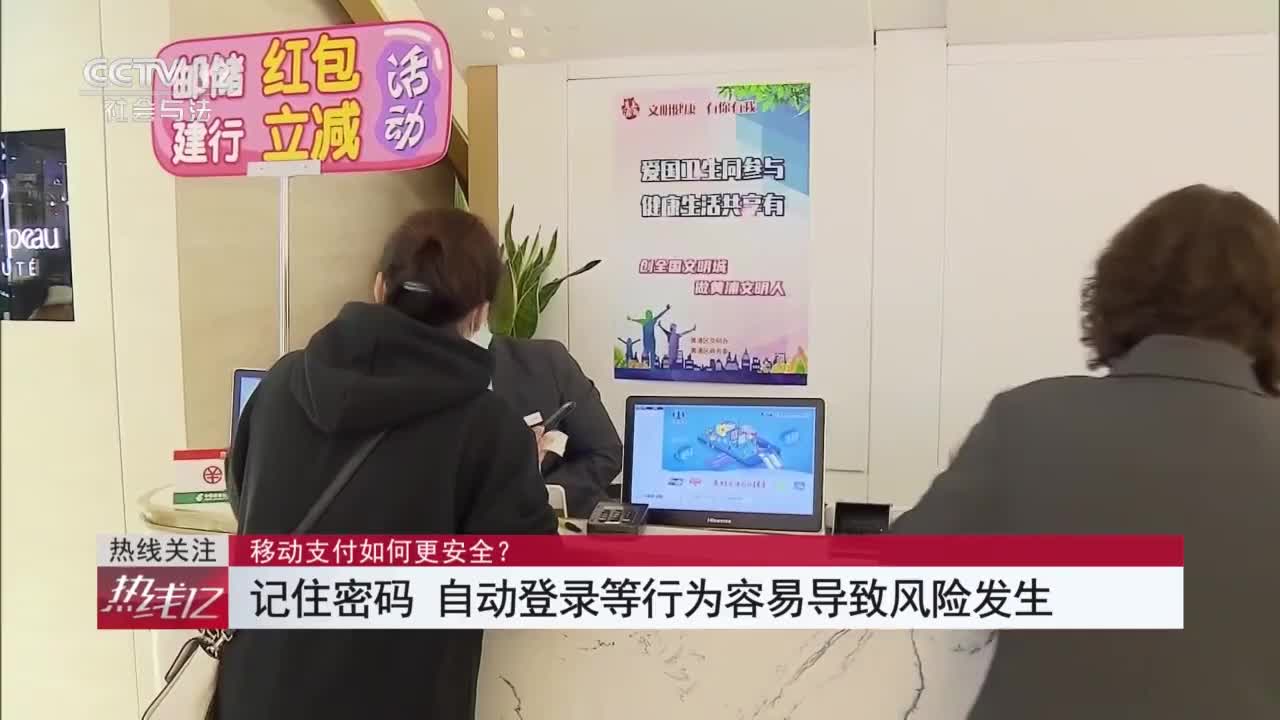 CCTV
社会与法
邮储 红包 活动
建行 立减
peau
UTÉ
文明健康 有你有我
爱国卫生同参与
健康生活共享有
创全国文明城
做黄浦文明人
Hisense
热线关注
移动支付如何更安全？
热线12
记住密码 自动登录等行为容易导致风险发生